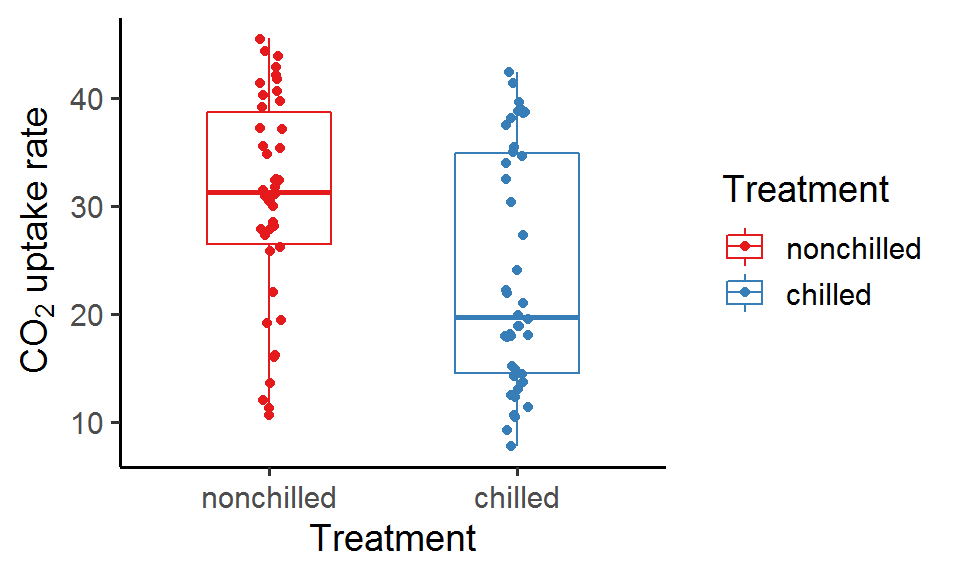 CO₂ uptake rate
40
30
20
10
nonchilled
chilled
Treatment
Treatment
nonchilled
chilled